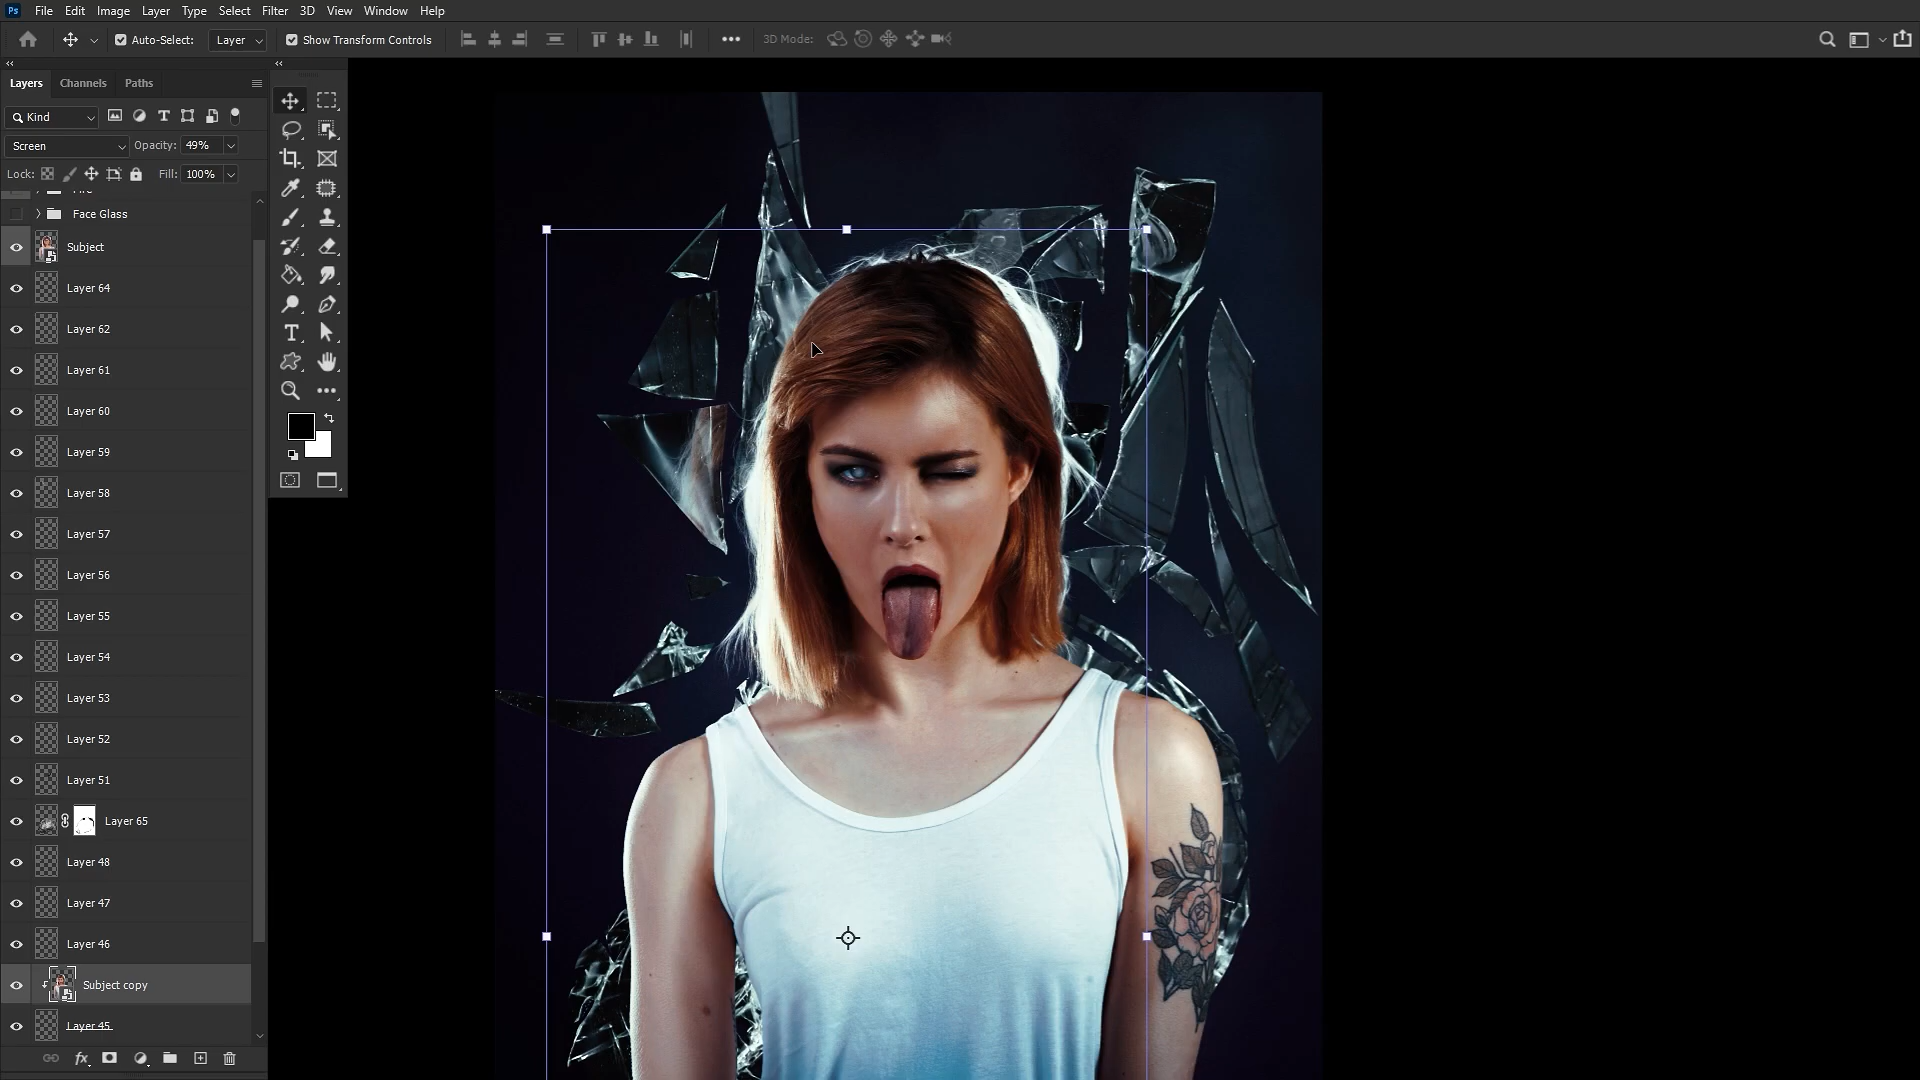 Ps File Edit Image Layer Type Select Filter 3D View Window Help
Auto-Select: Layer Show Transform Controls 3D Mode:
Layers Channels Paths
Kind
Screen Opacity: 49%
Lock: Fill: 100%
Face Glass
Subject
Layer 64
Layer 62
Layer 61
Layer 60
Layer 59
Layer 58
Layer 57
Layer 56
Layer 55
Layer 54
Layer 53
Layer 52
Layer 51
Layer 65
Layer 48
Layer 47
Layer 46
Subject copy
Layer 45
fx